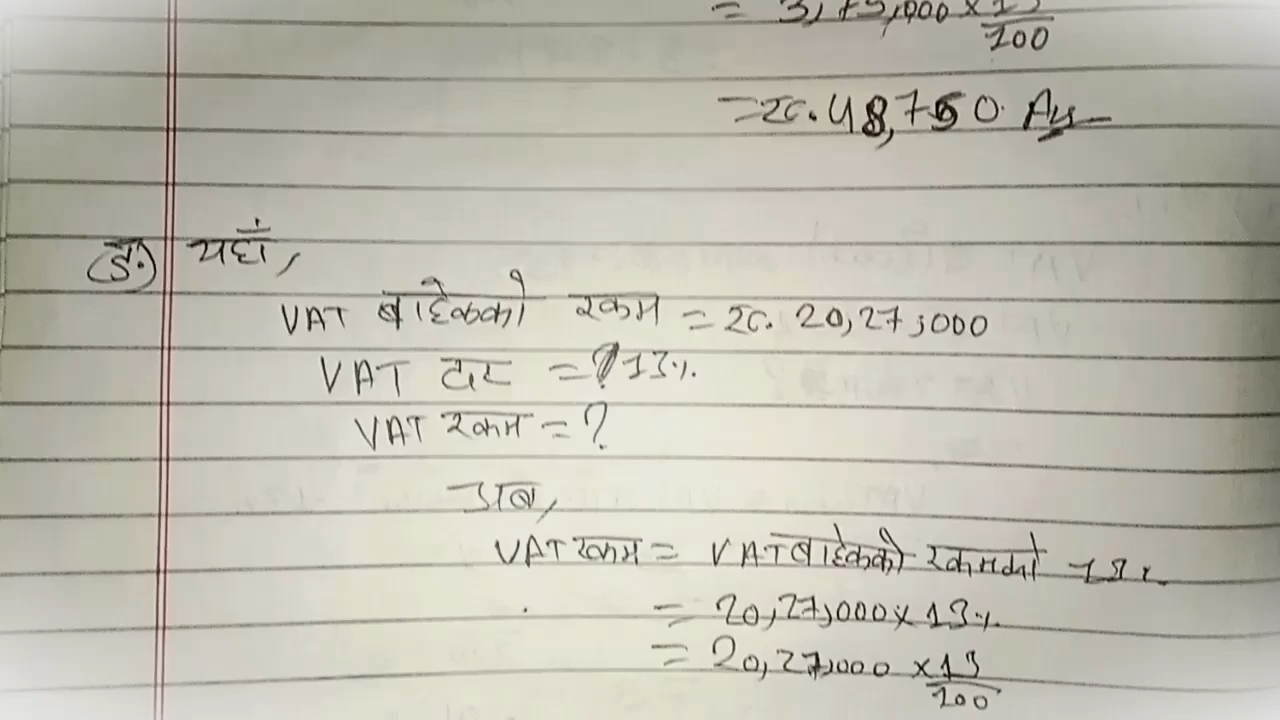 = 3,75,000 × 13/100
= रु. 48,750 Ans
(ङ) यहाँ,
VAT बाहेकको रकम = रु. 20,27,000
VAT दर = 13%
VAT रकम = ?
अब,
VAT रकम = VAT बाहेकको रकमको 13%
= 20,27,000 × 13%
= 20,27,000 × 13/100